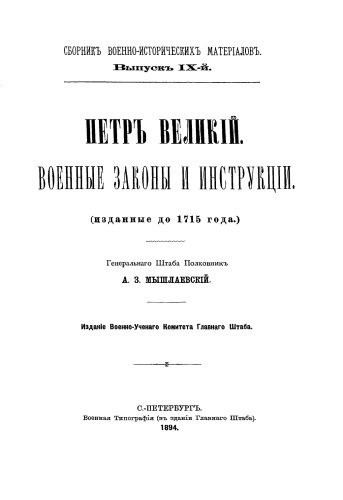 СБОРНИКЪ ВОЕННО-ИСТОРИЧЕСКИХЪ МАТЕРІАЛОВЪ.
Выпускъ IX-й.
ПЕТРЪ ВЕЛИКІЙ.
ВОЕННЫЕ ЗАКОНЫ И ИНСТРУКЦІИ.
(изданные до 1715 года.)
Генеральнаго Штаба Полковникъ
А. З. МЫШЛАЕВСКІЙ.
Изданіе Военно-Ученаго Комитета Главнаго Штаба.
С.-ПЕТЕРБУРГЪ.
Военная Типографія (въ зданіи Главнаго Штаба).
1894.